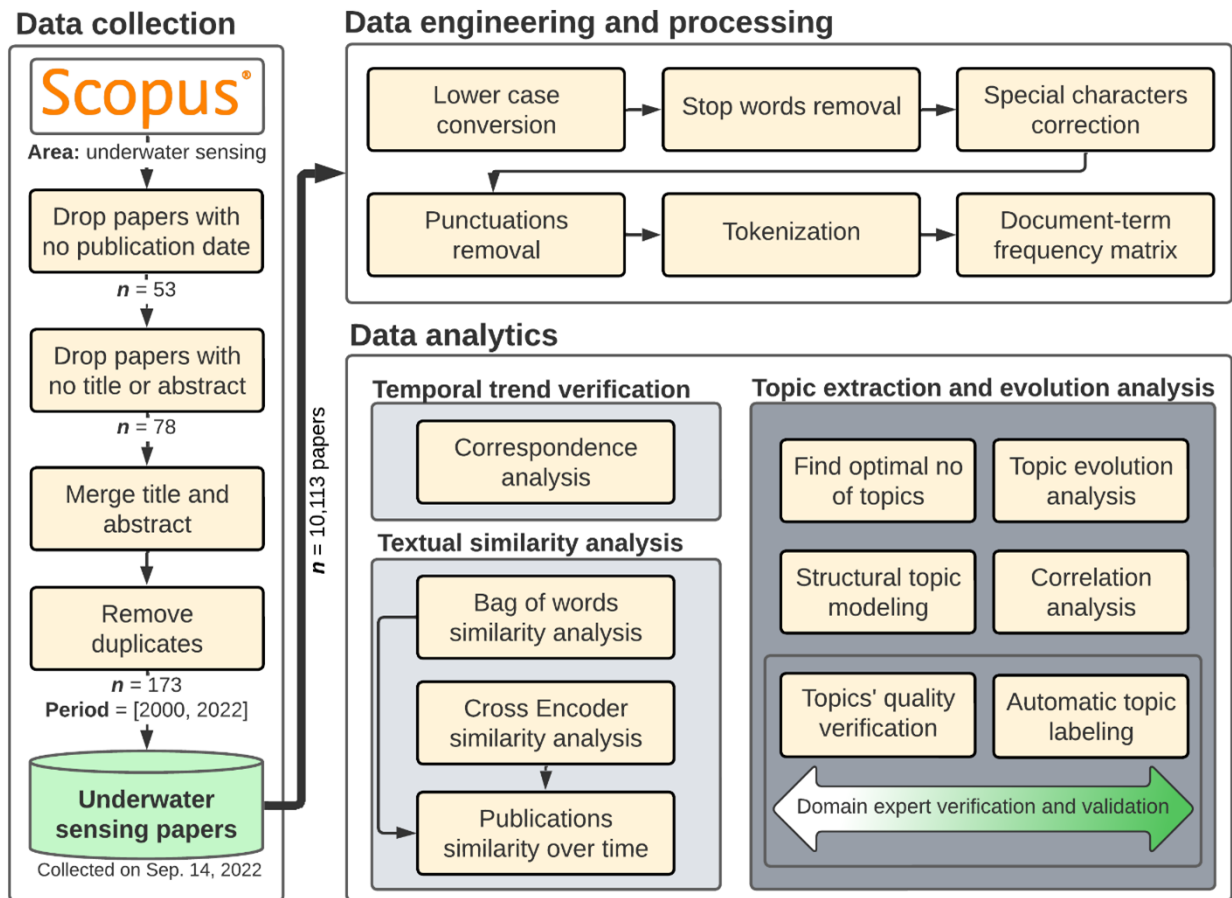 Data collection
Scopus®
Area: underwater sensing
Drop papers with
no publication date
n = 53
Drop papers with
no title or abstract
n = 78
Merge title and
abstract
Remove
duplicates
n = 173
Period = [2000, 2022]
Underwater
sensing papers
Collected on Sep. 14, 2022
n = 10,113 papers
Data engineering and processing
Lower case
conversion
Stop words removal
Special characters
correction
Punctuations
removal
Tokenization
Document-term
frequency matrix
Data analytics
Temporal trend verification
Correspondence
analysis
Textual similarity analysis
Bag of words
similarity analysis
Cross Encoder
similarity analysis
Publications
similarity over time
Topic extraction and evolution analysis
Find optimal no
of topics
Topic evolution
analysis
Structural topic
modeling
Correlation
analysis
Topics' quality
verification
Automatic topic
labeling
Domain expert verification and validation